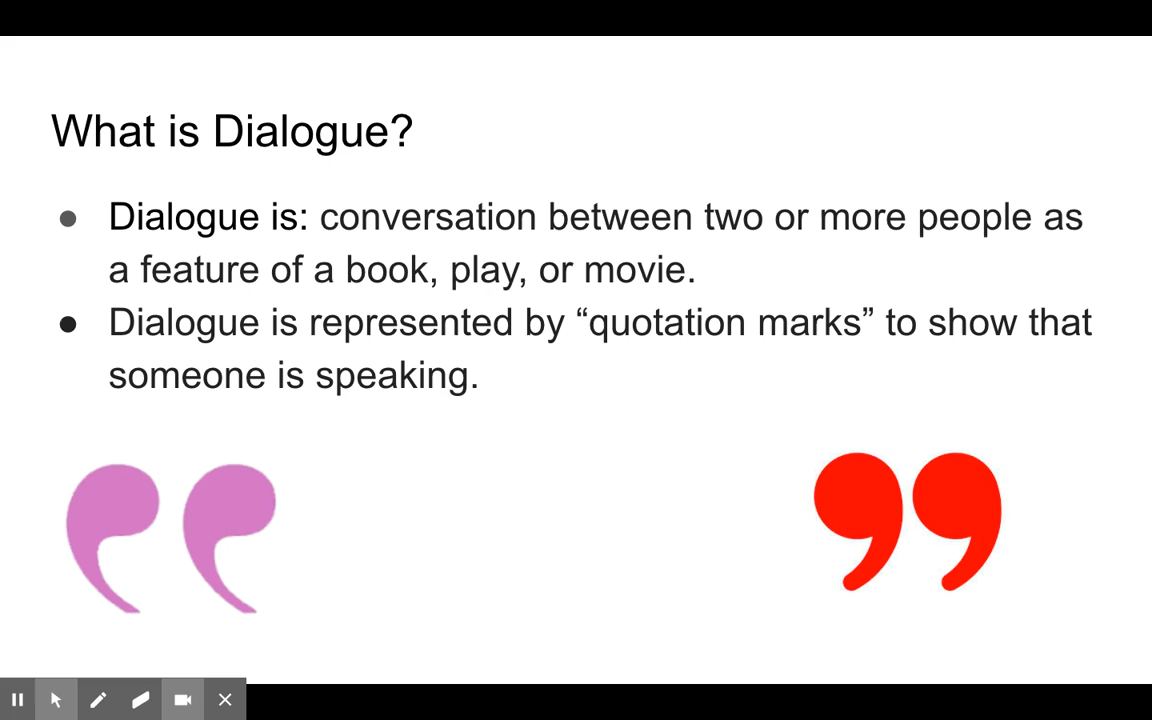 What is Dialogue?
● Dialogue is: conversation between two or more people as
a feature of a book, play, or movie.
● Dialogue is represented by “quotation marks” to show that
someone is speaking.